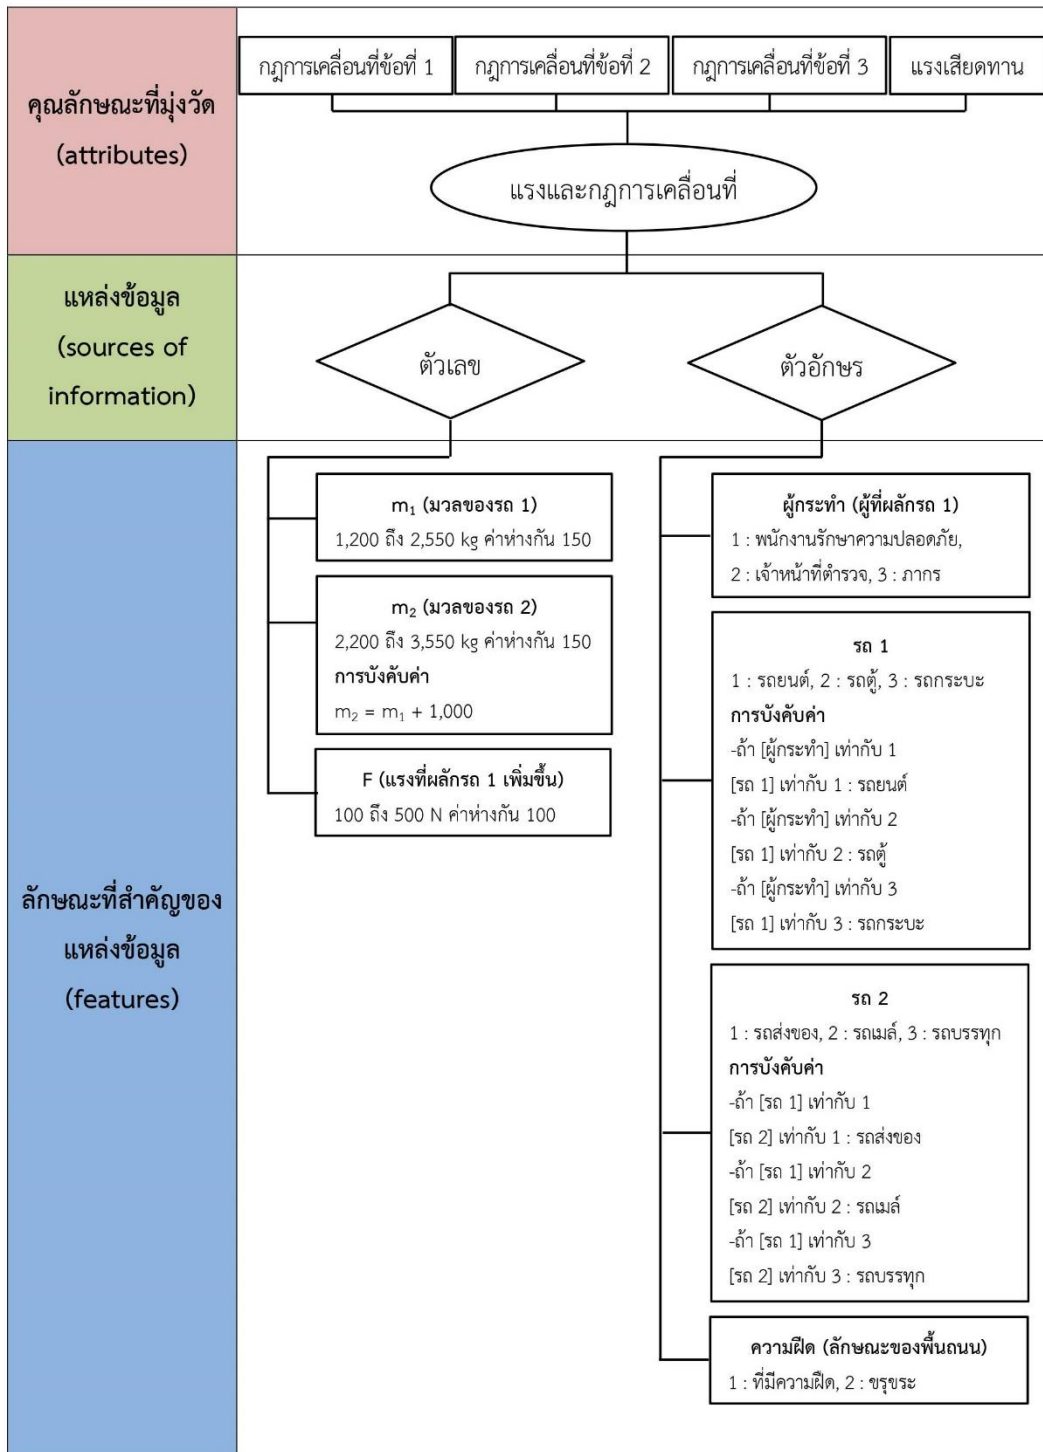 คุณลักษณะที่มุ่งวัด
(attributes)
กฎการเคลื่อนที่ข้อที่ 1
กฎการเคลื่อนที่ข้อที่ 2
กฎการเคลื่อนที่ข้อที่ 3
แรงเสียดทาน
แรงและกฎการเคลื่อนที่
แหล่งข้อมูล
(sources of
information)
ตัวเลข
ตัวอักษร
ลักษณะที่สำคัญของ
แหล่งข้อมูล
(features)
m₁ (มวลของรถ 1)
1,200 ถึง 2,550 kg ค่าห่างกัน 150
m₂ (มวลของรถ 2)
2,200 ถึง 3,550 kg ค่าห่างกัน 150
การบังคับค่า
m₂ = m₁ + 1,000
F (แรงที่ผลักรถ 1 เพิ่มขึ้น)
100 ถึง 500 N ค่าห่างกัน 100
ผู้กระทำ (ผู้ที่ผลักรถ 1)
1 : พนักงานรักษาความปลอดภัย,
2 : เจ้าหน้าที่ตำรวจ, 3 : ภากร
รถ 1
1 : รถยนต์, 2 : รถตู้, 3 : รถกระบะ
การบังคับค่า
-ถ้า [ผู้กระทำ] เท่ากับ 1
[รถ 1] เท่ากับ 1 : รถยนต์
-ถ้า [ผู้กระทำ] เท่ากับ 2
[รถ 1] เท่ากับ 2 : รถตู้
-ถ้า [ผู้กระทำ] เท่ากับ 3
[รถ 1] เท่ากับ 3 : รถกระบะ
รถ 2
1 : รถส่งของ, 2 : รถเมล์, 3 : รถบรรทุก
การบังคับค่า
-ถ้า [รถ 1] เท่ากับ 1
[รถ 2] เท่ากับ 1 : รถส่งของ
-ถ้า [รถ 1] เท่ากับ 2
[รถ 2] เท่ากับ 2 : รถเมล์
-ถ้า [รถ 1] เท่ากับ 3
[รถ 2] เท่ากับ 3 : รถบรรทุก
ความฝืด (ลักษณะของพื้นถนน)
1 : ที่มีความฝืด, 2 : ขรุขระ